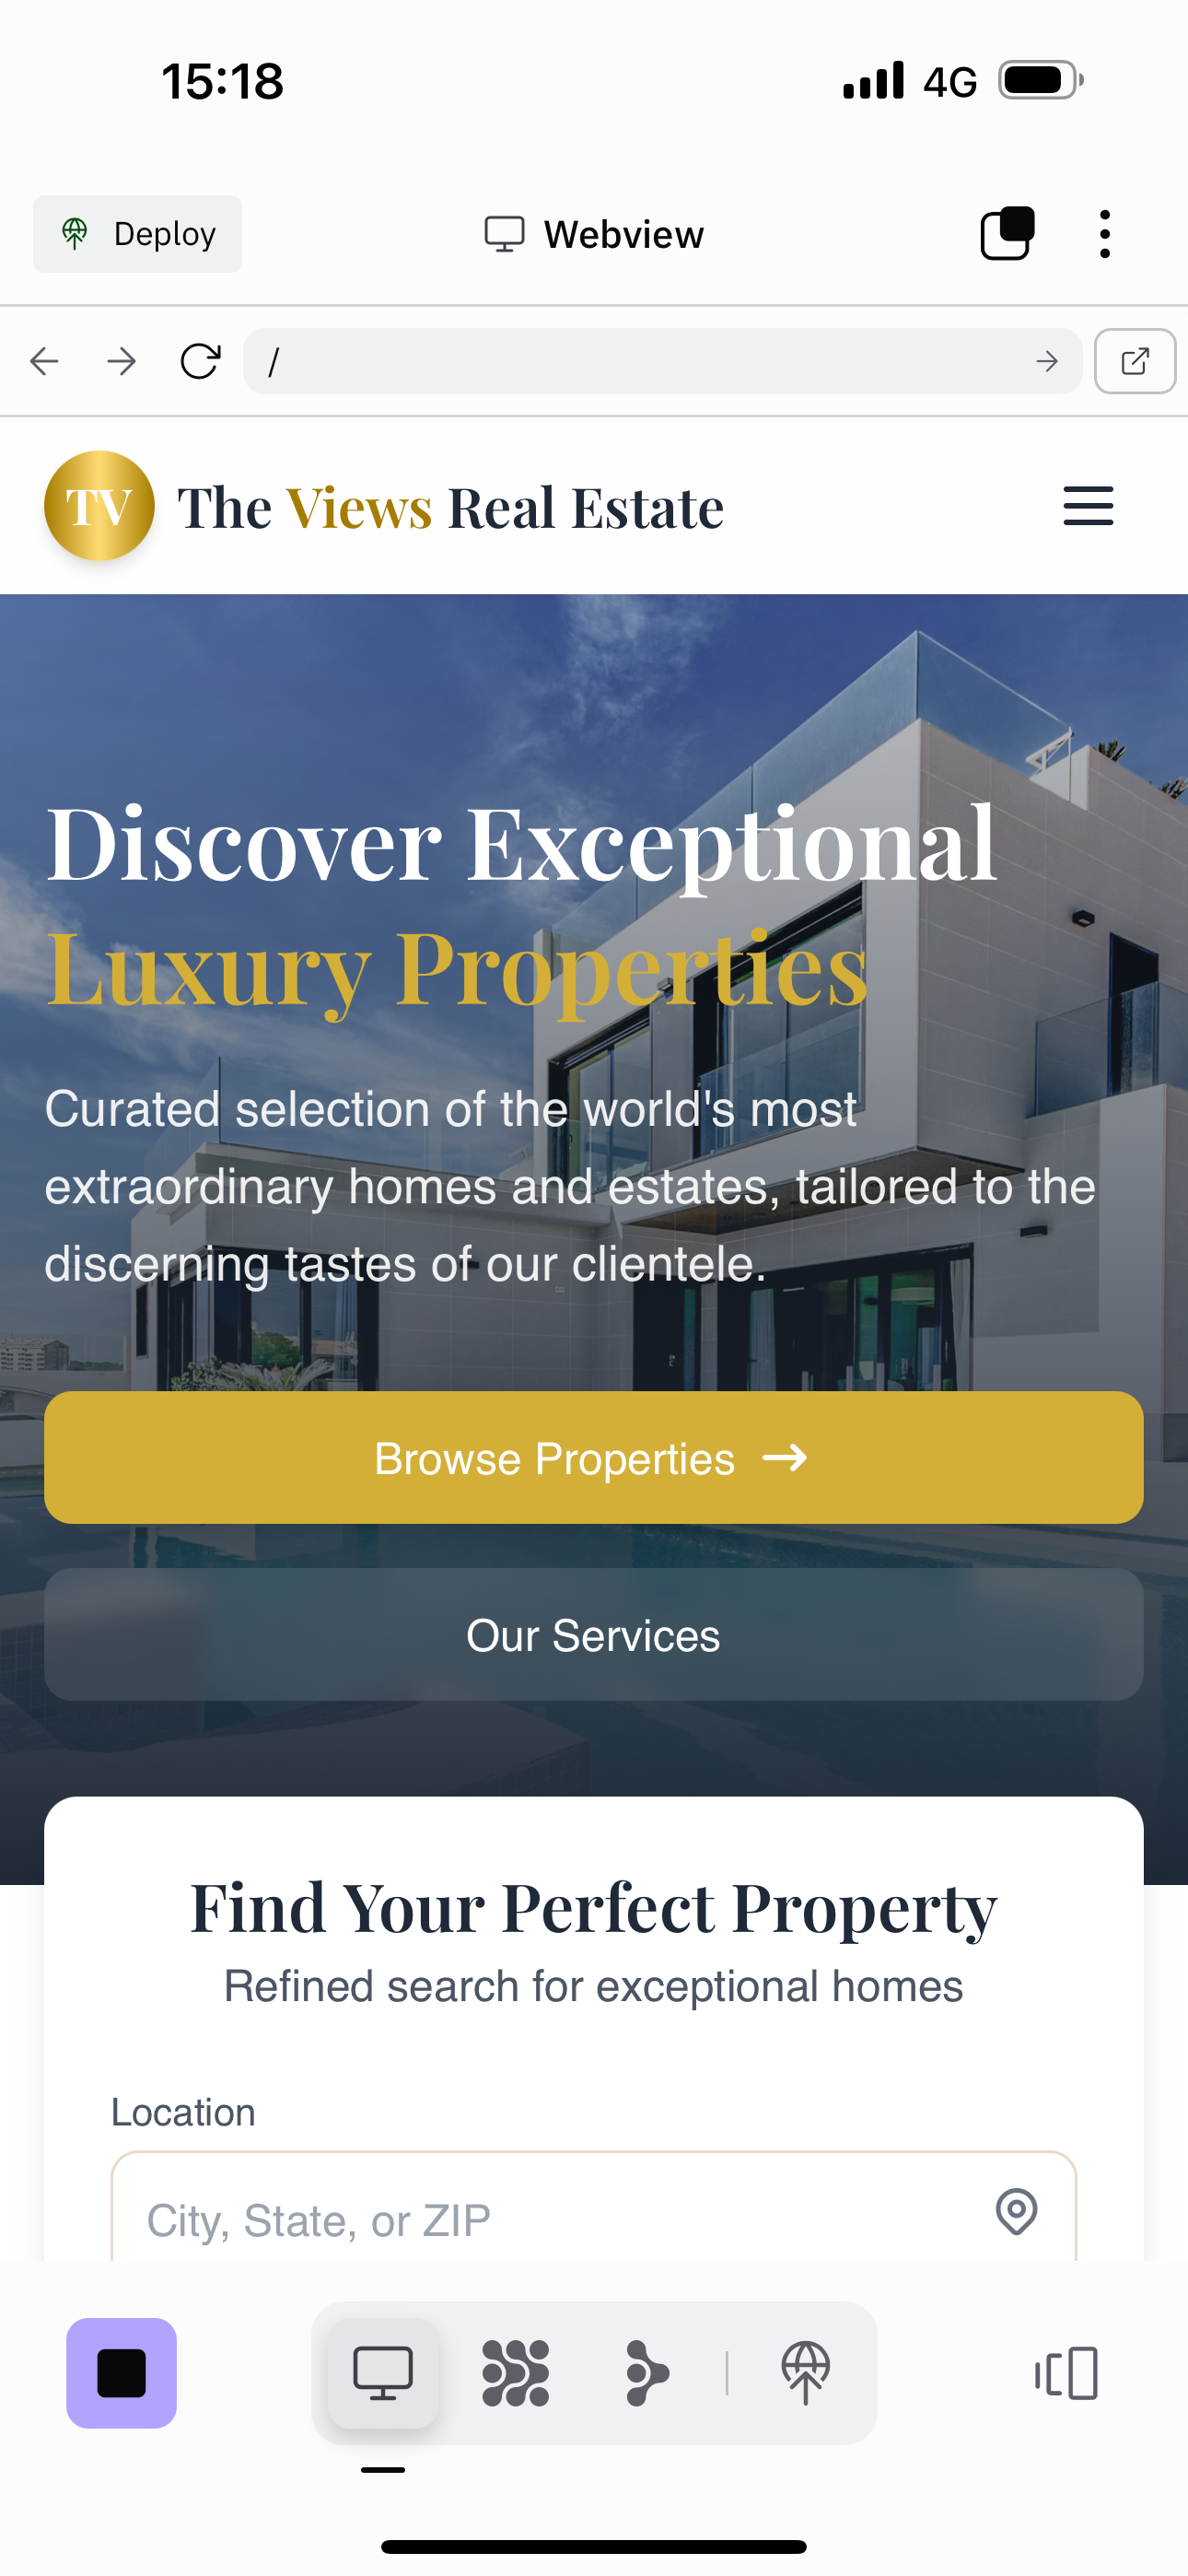 15:18
4G
Deploy
Webview
/
TV
The Views Real Estate
Discover Exceptional
Luxury Properties
Curated selection of the world's most
extraordinary homes and estates, tailored to the
discerning tastes of our clientele.
Browse Properties →
Our Services
Find Your Perfect Property
Refined search for exceptional homes
Location
City, State, or ZIP